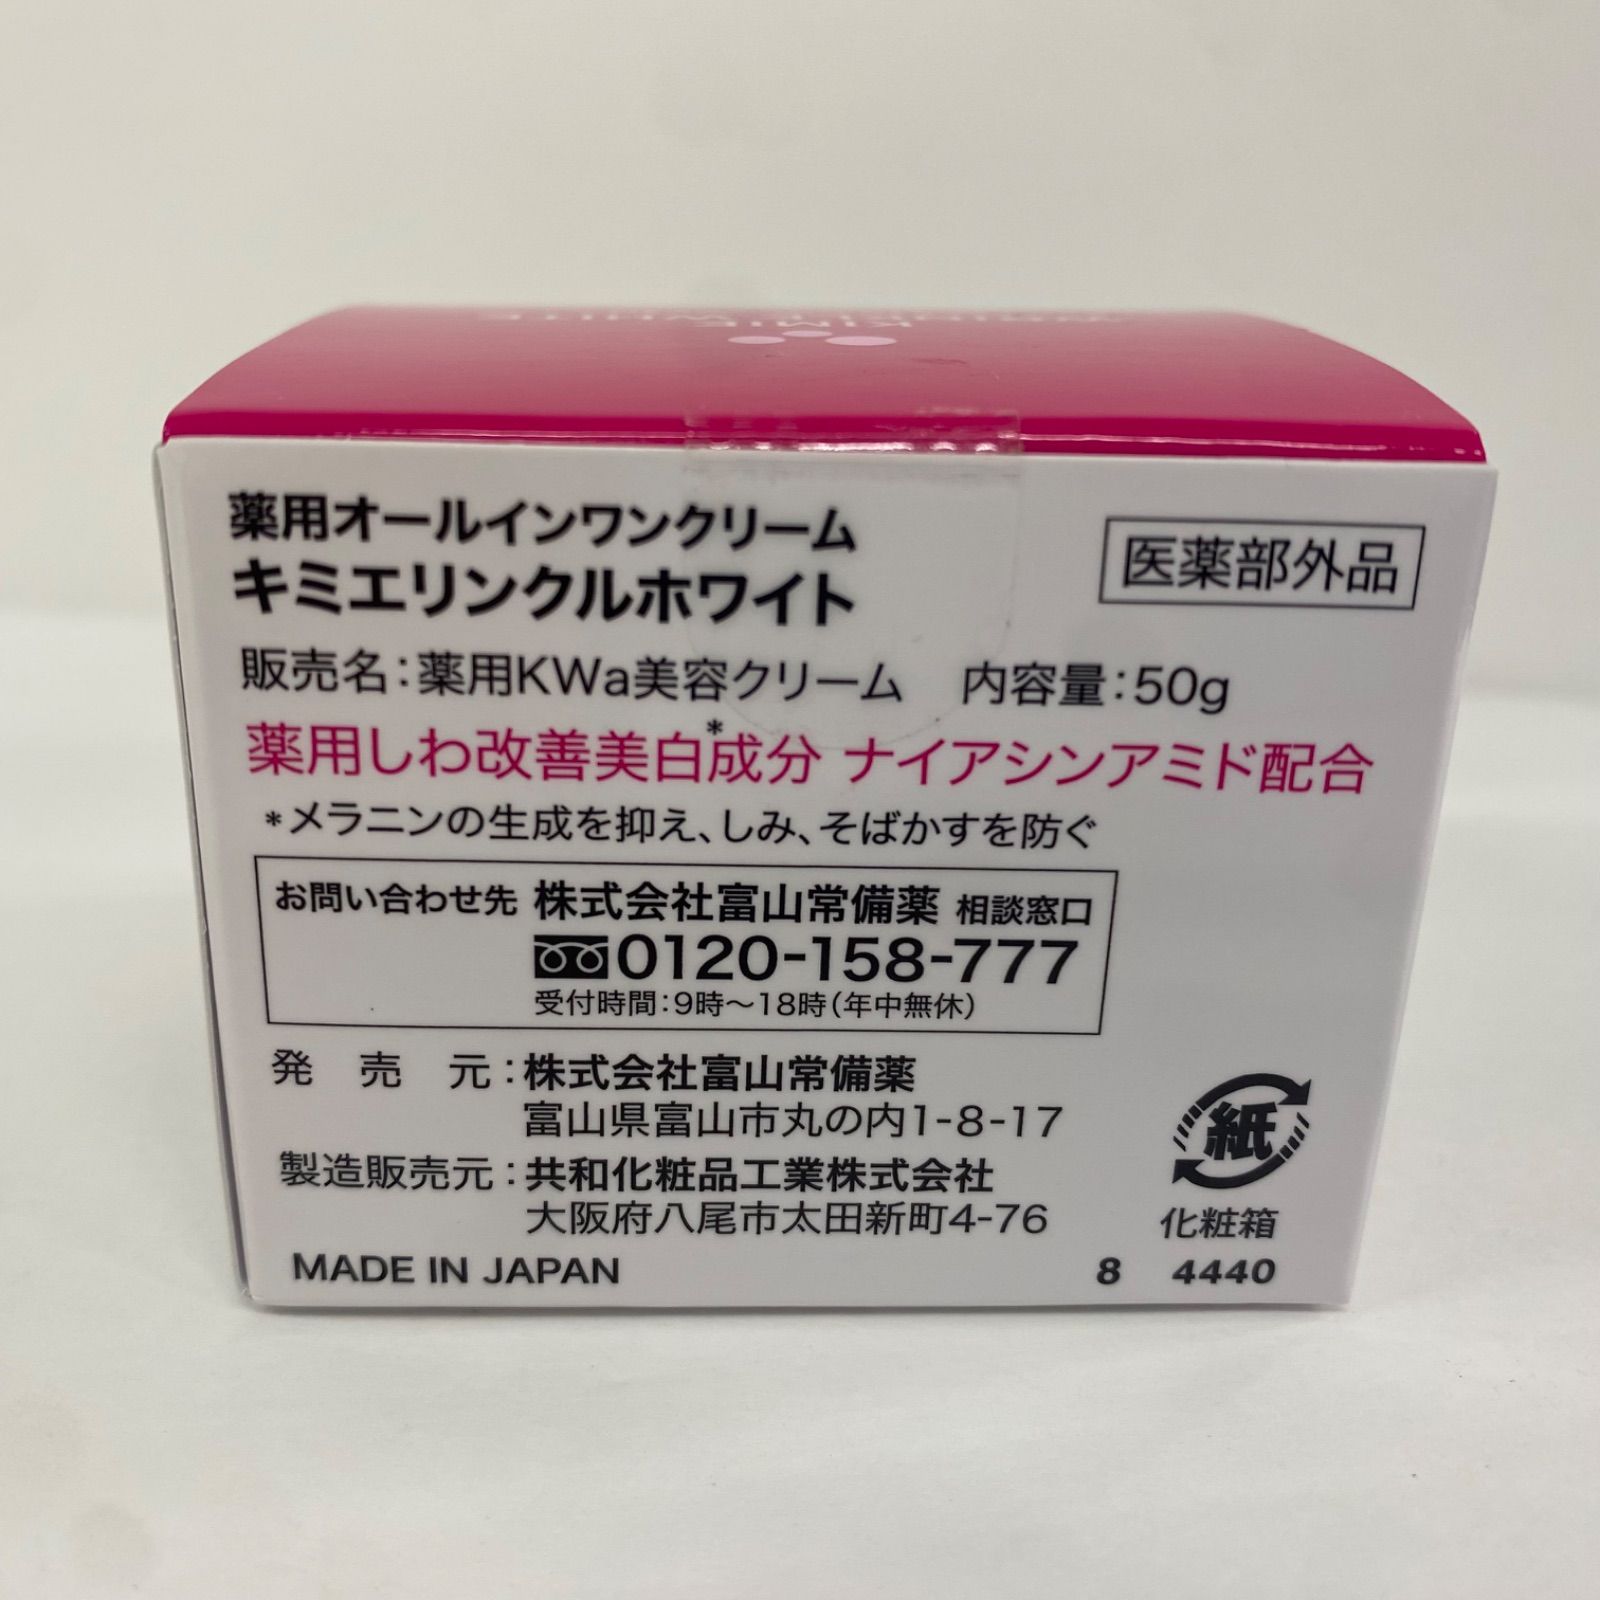 KIMIE
WRINKLE WHITE
薬用オールインワンクリーム
キミエリンクルホワイト
医薬部外品
販売名：薬用KWa美容クリーム 内容量：50g
薬用しわ改善美白*成分 ナイアシンアミド配合
*メラニンの生成を抑え、しみ、そばかすを防ぐ
お問い合わせ先 株式会社富山常備薬 相談窓口
0120-158-777
受付時間：9時〜18時（年中無休）
発売元：株式会社富山常備薬
富山県富山市丸の内1-8-17
製造販売元：共和化粧品工業株式会社
大阪府八尾市太田新町4-76
紙
化粧箱
MADE IN JAPAN
8 4440